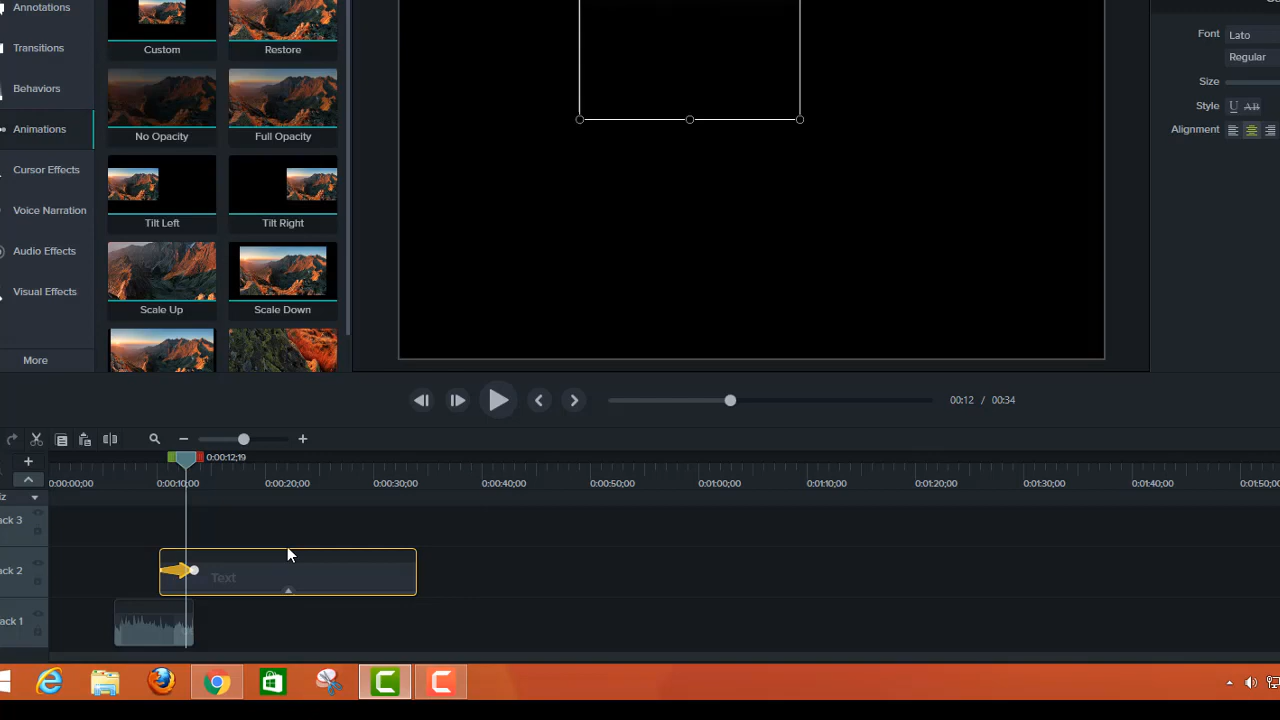 Annotations
Custom
Restore
Font
Lato
Transitions
Regular
Size
Behaviors
Style
U
AB
No Opacity
Full Opacity
Animations
Alignment
Cursor Effects
Voice Narration
Tilt Left
Tilt Right
Audio Effects
Visual Effects
Scale Up
Scale Down
More
00:12 / 00:34
0:00:12;19
0:00:00;00
0:00:10;00
0:00:20;00
0:00:30;00
0:00:40;00
0:00:50;00
0:01:00;00
0:01:10;00
0:01:20;00
0:01:30;00
0:01:40;00
0:01:50;00
iz
ack 3
ack 2
Text
ack 1